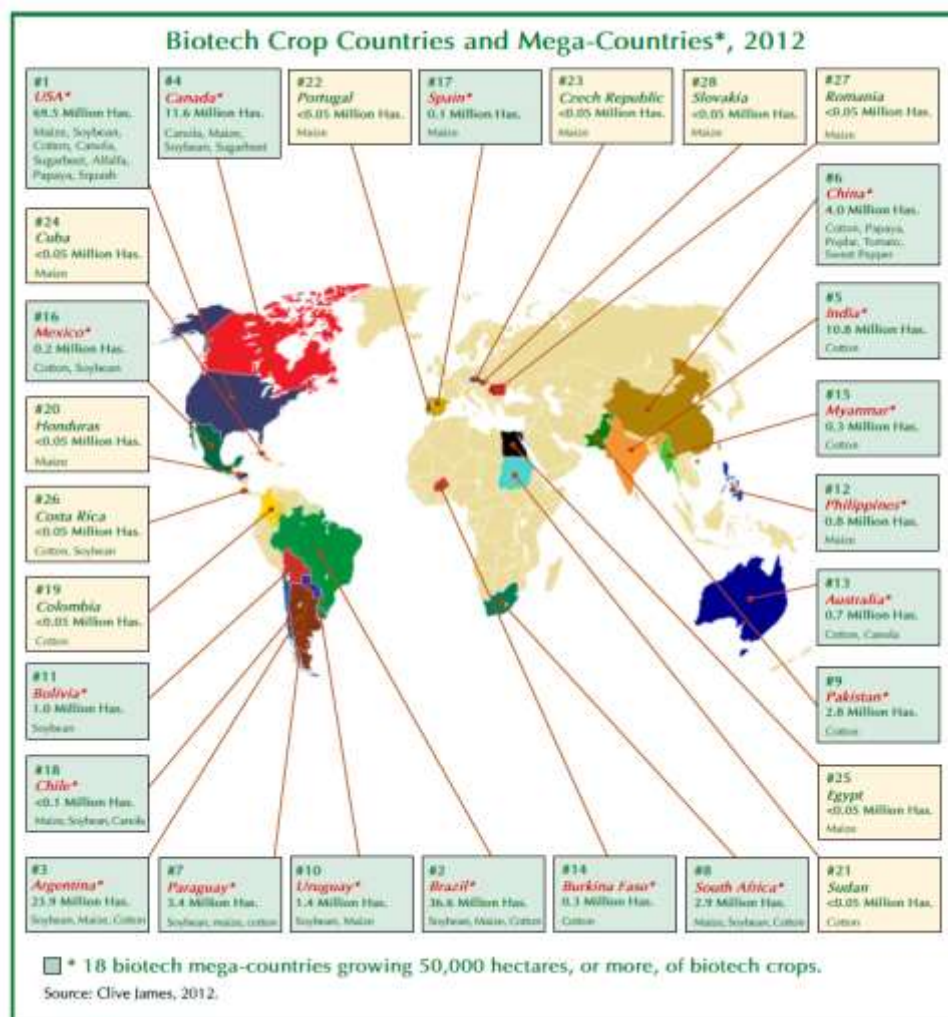 Biotech Crop Countries and Mega-Countries*, 2012
#1
USA*
69.5 Million Has.
Maize, Soybean,
Cotton, Canola,
Sugarbeet, Alfalfa,
Papaya, Squash
#4
Canada*
11.6 Million Has.
Canola, Maize,
Soybean, Sugarbeet
#22
Portugal
<0.05 Million Has.
Maize
#17
Spain*
0.1 Million Has.
Maize
#23
Czech Republic
<0.05 Million Has.
Maize
#28
Slovakia
<0.05 Million Has.
Maize
#27
Romania
<0.05 Million Has.
Maize
#24
Cuba
<0.05 Million Has.
Maize
#6
China*
4.0 Million Has.
Cotton, Papaya,
Poplar, Tomato,
Sweet Pepper
#16
Mexico*
0.2 Million Has.
Cotton, Soybean
#5
India*
10.8 Million Has.
Cotton
#20
Honduras
<0.05 Million Has.
Maize
#15
Myanmar*
0.3 Million Has.
Cotton
#26
Costa Rica
<0.05 Million Has.
Cotton, Soybean
#12
Philippines*
0.8 Million Has.
Maize
#19
Colombia
<0.05 Million Has.
Cotton
#13
Australia*
0.7 Million Has.
Cotton, Canola
#11
Bolivia*
1.0 Million Has.
Soybean
#9
Pakistan*
2.8 Million Has.
Cotton
#18
Chile*
<0.1 Million Has.
Maize, Soybean, Canola
#25
Egypt
<0.05 Million Has.
Maize
#3
Argentina*
23.9 Million Has.
Soybean, Maize, Cotton
#7
Paraguay*
3.4 Million Has.
Soybean, maize, cotton
#10
Uruguay*
1.4 Million Has.
Soybean, Maize
#2
Brazil*
36.6 Million Has.
Soybean, Maize, Cotton
#14
Burkina Faso*
0.3 Million Has.
Cotton
#8
South Africa*
2.9 Million Has.
Maize, Soybean, Cotton
#21
Sudan
<0.05 Million Has.
Cotton
* 18 biotech mega-countries growing 50,000 hectares, or more, of biotech crops.
Source: Clive James, 2012.